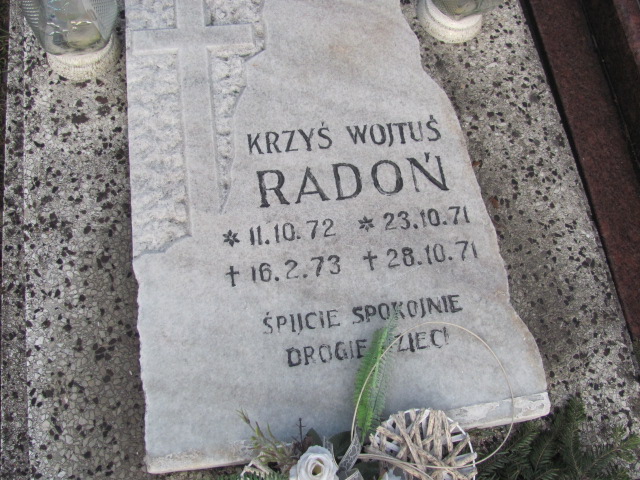 KRZYŚ WOJTUŚ
RADOŃ
* 11.10.72 * 23.10.71
† 16.2.73 † 28.10.71
ŚPIJCIE SPOKOJNIE
DROGIE DZIECI